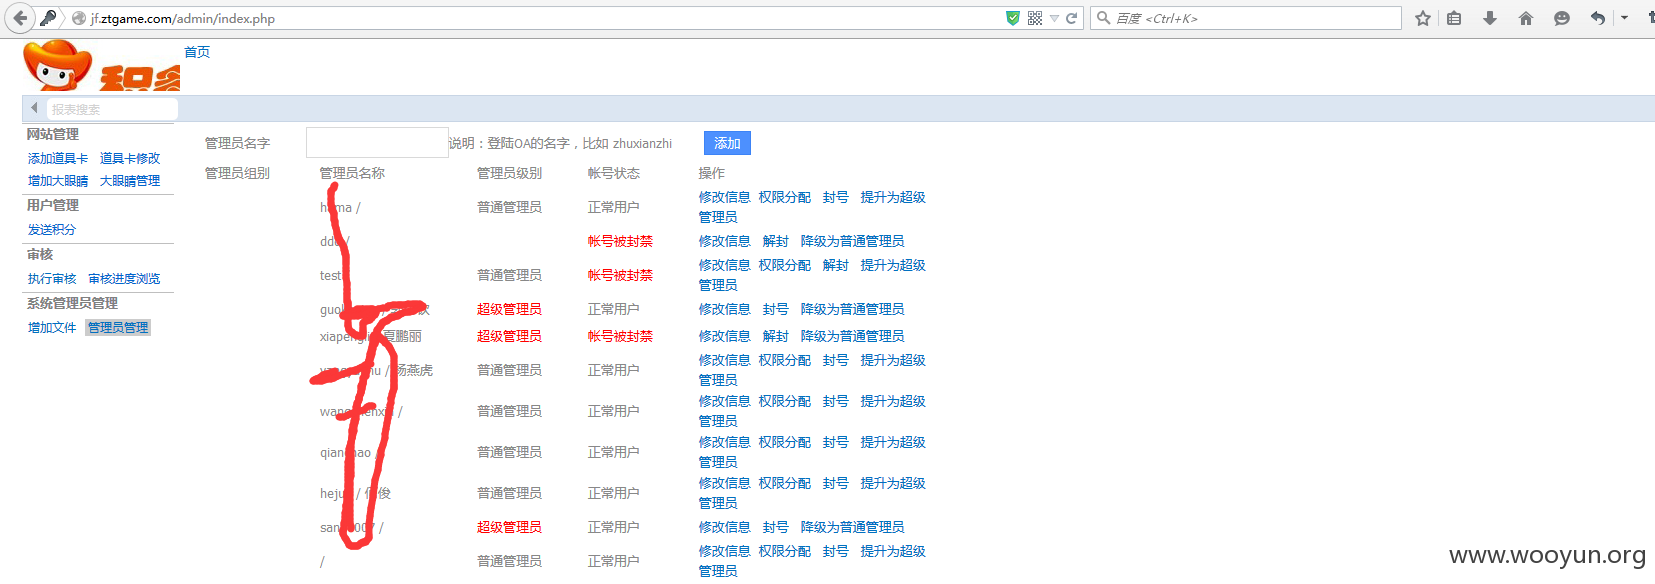 jf.ztgame.com/admin/index.php
百度 <Ctrl+K>
首页
报表搜索
网站管理
添加道具卡 道具卡修改
增加大眼睛 大眼睛管理
用户管理
发送积分
审核
执行审核 审核进度浏览
系统管理员管理
增加文件 管理员管理
管理员名字 说明：登陆OA的名字，比如 zhuxianzhi 添加
管理员组别 管理员名称 管理员级别 帐号状态 操作
/ 普通管理员 正常用户 修改信息 权限分配 封号 提升为超级
管理员
/ 帐号被封禁 修改信息 解封 降级为普通管理员
普通管理员 帐号被封禁 修改信息 权限分配 解封 提升为超级
管理员
超级管理员 正常用户 修改信息 封号 降级为普通管理员
夏鹏丽 超级管理员 帐号被封禁 修改信息 解封 降级为普通管理员
/ 杨燕虎 普通管理员 正常用户 修改信息 权限分配 封号 提升为超级
管理员
/ 普通管理员 正常用户 修改信息 权限分配 封号 提升为超级
管理员
普通管理员 正常用户 修改信息 权限分配 封号 提升为超级
管理员
普通管理员 正常用户 修改信息 权限分配 封号 提升为超级
管理员
/ 超级管理员 正常用户 修改信息 封号 降级为普通管理员
/ 普通管理员 正常用户 修改信息 权限分配 封号 提升为超级
管理员
www.wooyun.org